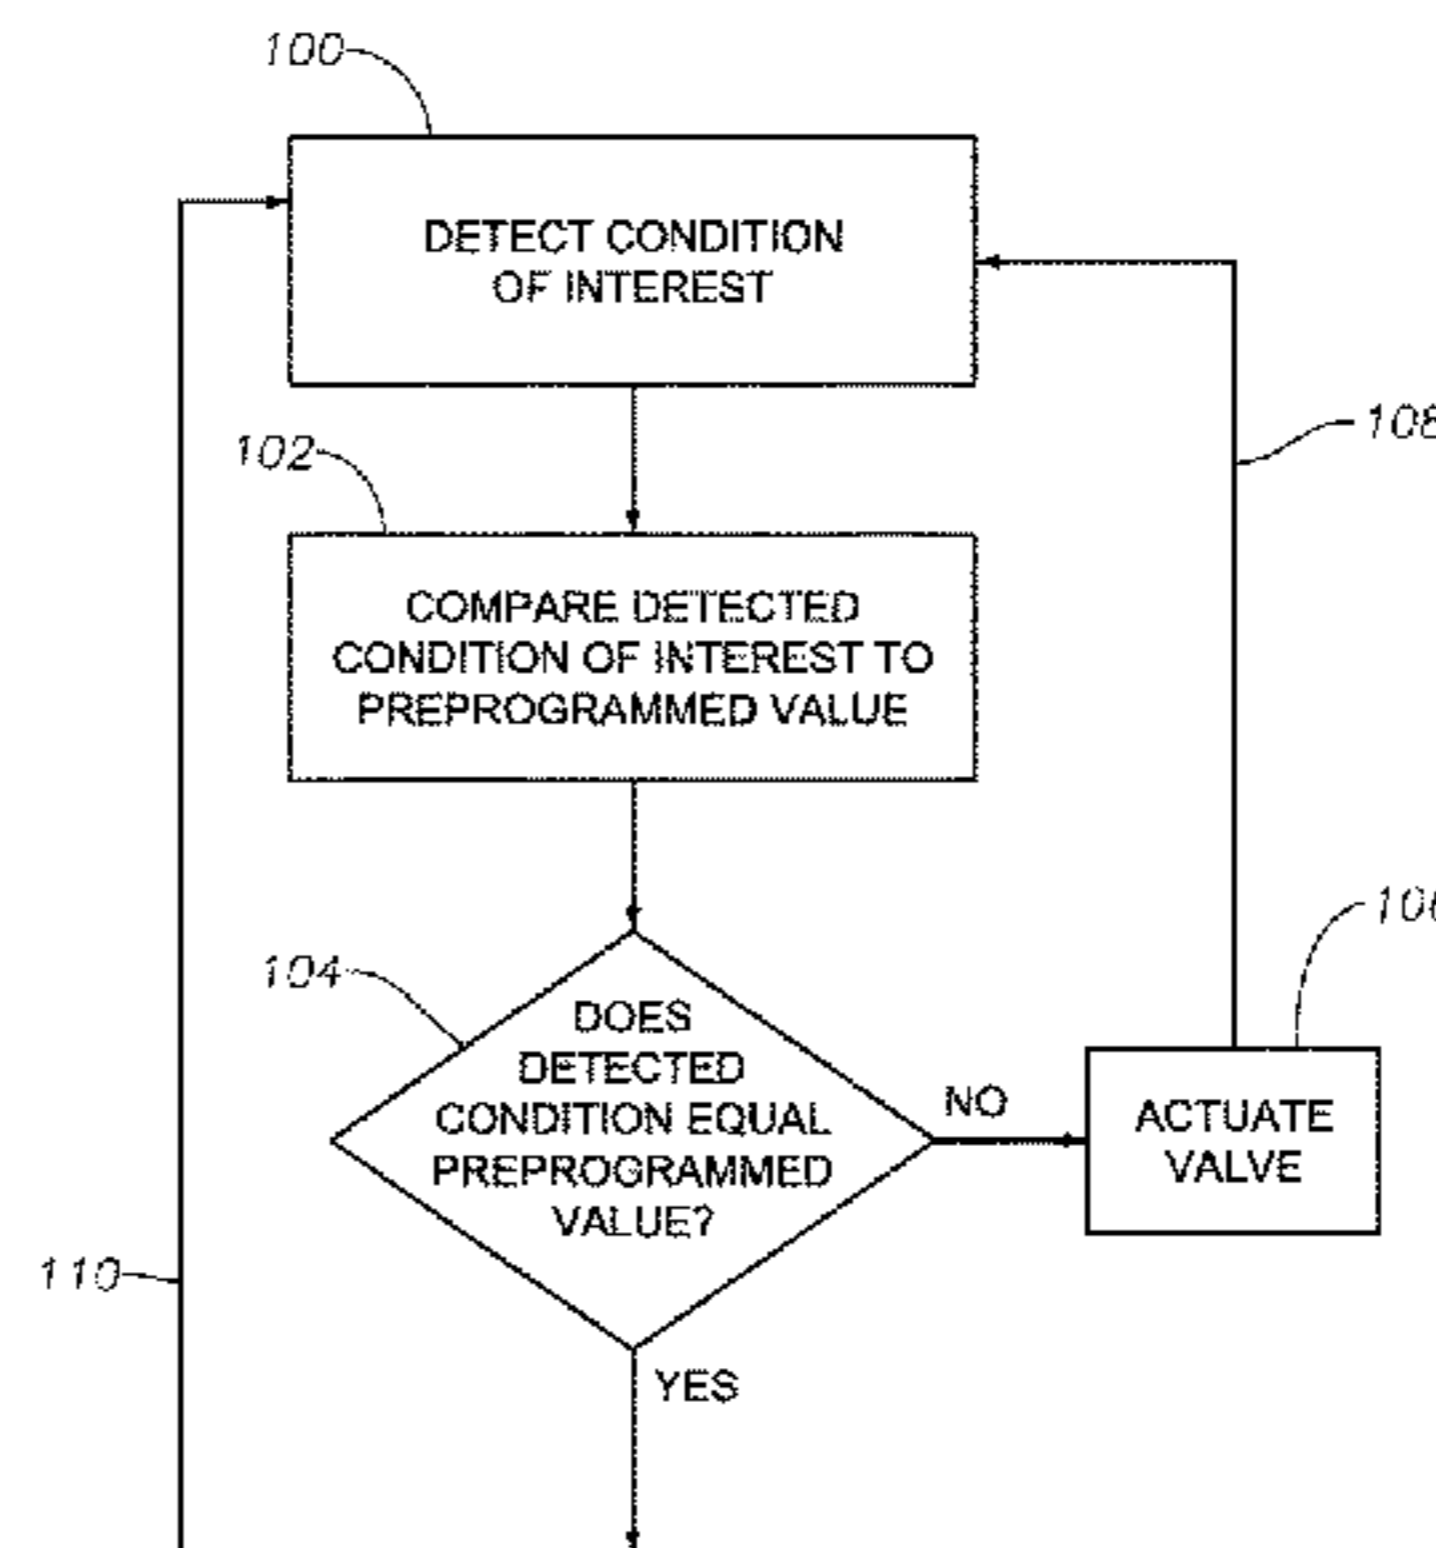 100
DETECT CONDITION
OF INTEREST
108
102
COMPARE DETECTED
CONDITION OF INTEREST TO
PREPROGRAMMED VALUE
104
DOES
DETECTED
CONDITION EQUAL
PREPROGRAMMED
VALUE?
NO
ACTUATE
VALVE
110
YES